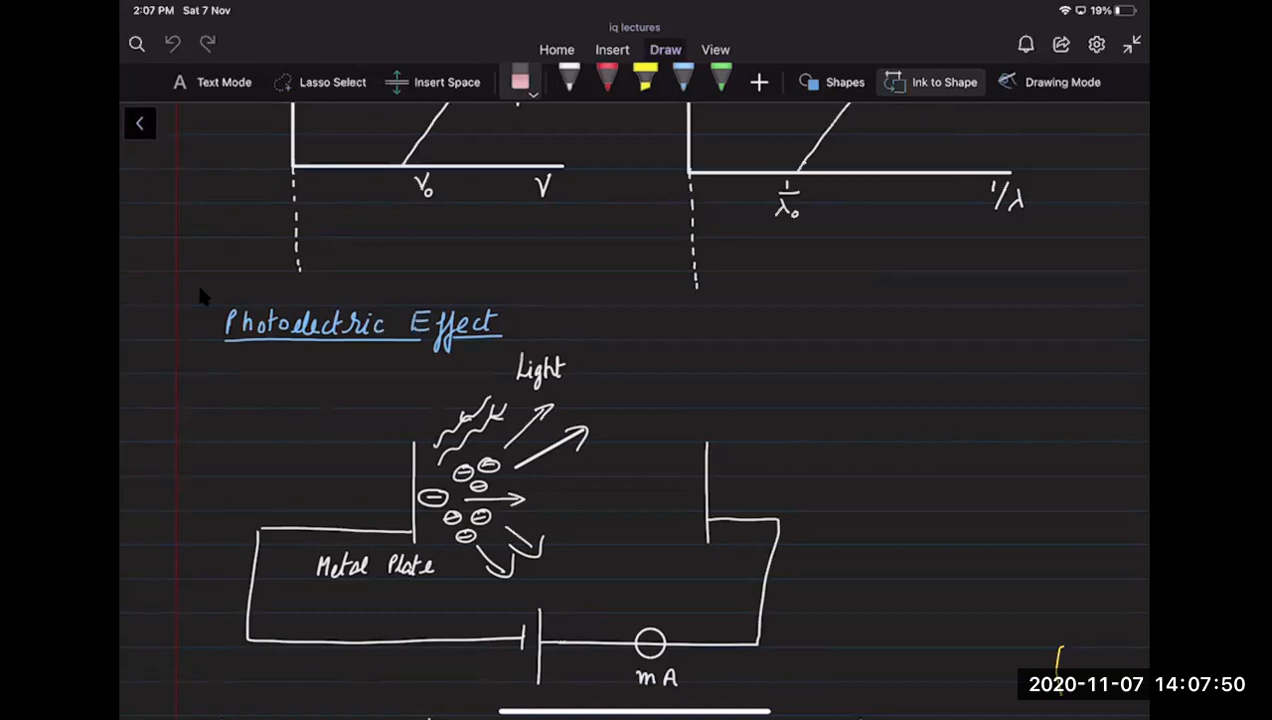 2:07 PM Sat 7 Nov
19%
iq lectures
Home Insert Draw View
Text Mode Lasso Select Insert Space Shapes Ink to Shape Drawing Mode
ν₀ ν
1/λ₀ 1/λ
Photoelectric Effect
Light
Metal Plate
mA
2020-11-07 14:07:50